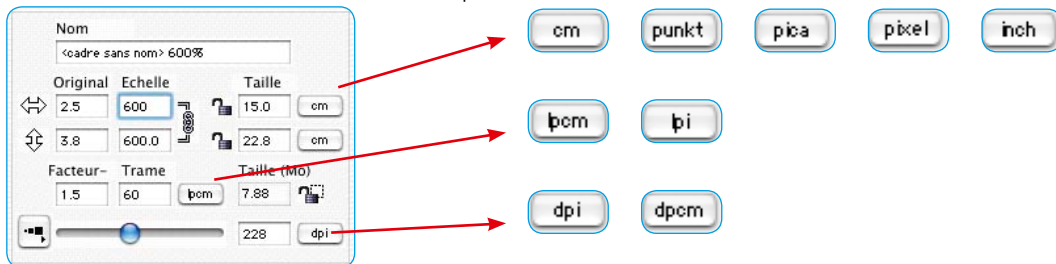 Nom
<cadre sans nom> 600%
Original Echelle Taille
2.5 600 15.0 cm
3.8 600.0 22.8 cm
Facteur- Trame Taille (Mo)
1.5 60 lpcm 7.88
228 dpi
cm punkt pica pixel inch
lpcm lpi
dpi dpcm